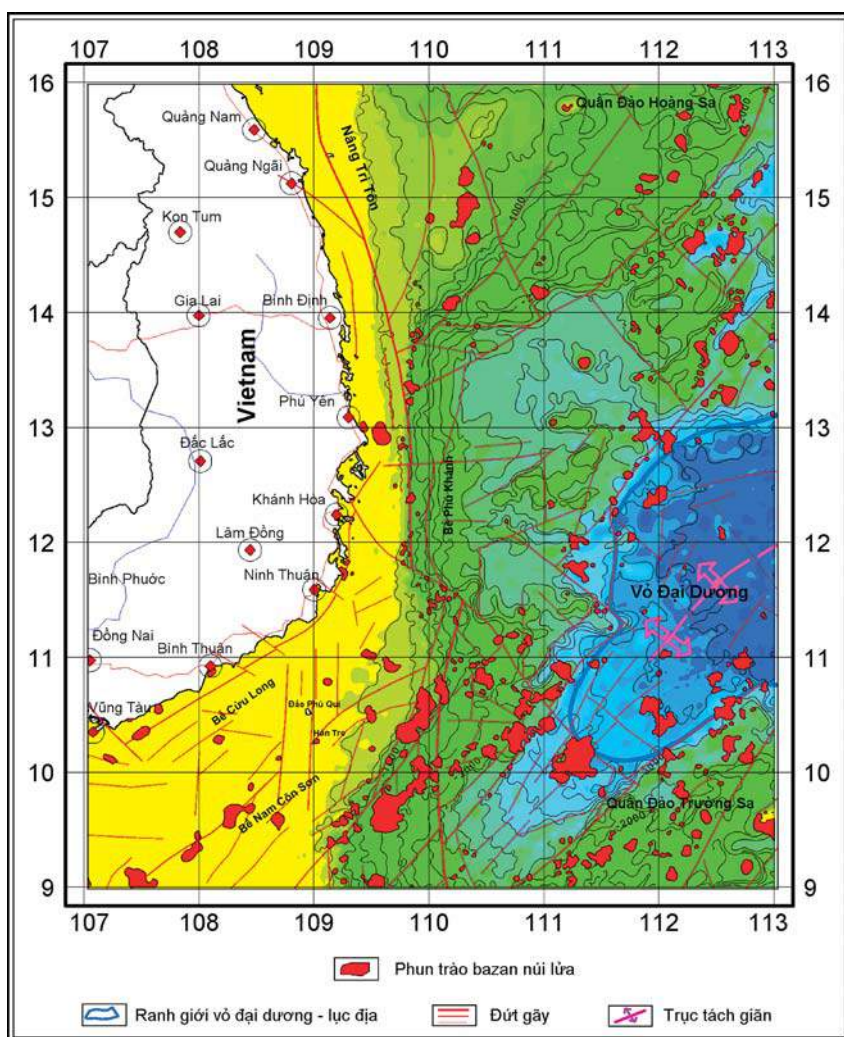 107 108 109 110 111 112 113
16 16
Quần Đảo Hoàng Sa
Quảng Nam
Nâng Tri Tôn
1000
Quảng Ngãi
15 15
Kon Tum
Gia Lai
Bình Định
14 14
Vietnam
Phú Yên
13 13
Đắc Lắc
Bể Phú Khánh
Khánh Hòa
Lâm Đồng
12 12
Bình Phước
Ninh Thuận
Vỏ Đại Dương
Đồng Nai
Bình Thuận
11 11
Vũng Tàu
Bể Cửu Long
Đảo Phú Quí
Hòn Tro
10 10
Bể Nam Côn Sơn
Quần Đảo Trường Sa
2000
9 9
107 108 109 110 111 112 113
Phun trào bazan núi lửa
Ranh giới vỏ đại dương - lục địa
Đứt gãy
Trục tách giãn